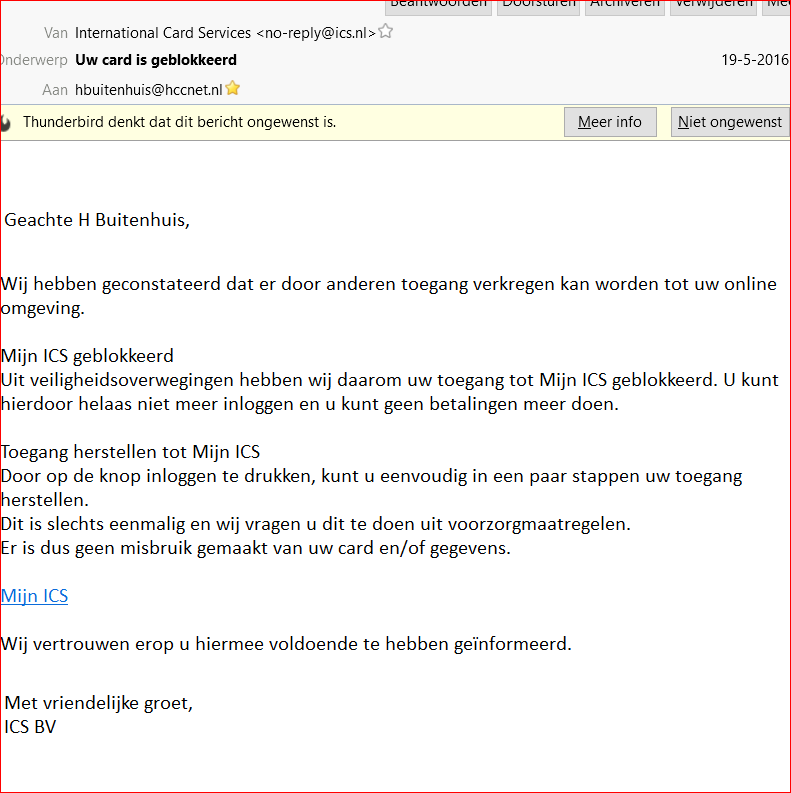 Beantwoorden Doorsturen Archiveren Verwijderen
Van International Card Services <no-reply@ics.nl>
Onderwerp Uw card is geblokkeerd 19-5-2016
Aan hbuitenhuis@hccnet.nl
Thunderbird denkt dat dit bericht ongewenst is. Meer info Niet ongewenst
Geachte H Buitenhuis,
Wij hebben geconstateerd dat er door anderen toegang verkregen kan worden tot uw online
omgeving.
Mijn ICS geblokkeerd
Uit veiligheidsoverwegingen hebben wij daarom uw toegang tot Mijn ICS geblokkeerd. U kunt
hierdoor helaas niet meer inloggen en u kunt geen betalingen meer doen.
Toegang herstellen tot Mijn ICS
Door op de knop inloggen te drukken, kunt u eenvoudig in een paar stappen uw toegang
herstellen.
Dit is slechts eenmalig en wij vragen u dit te doen uit voorzorgmaatregelen.
Er is dus geen misbruik gemaakt van uw card en/of gegevens.
Mijn ICS
Wij vertrouwen erop u hiermee voldoende te hebben geïnformeerd.
Met vriendelijke groet,
ICS BV